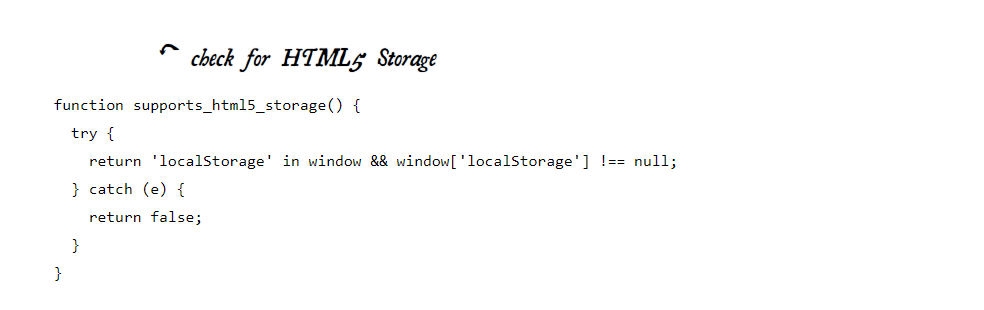 check for HTML5 Storage
function supports_html5_storage() {
  try {
    return 'localStorage' in window && window['localStorage'] !== null;
  } catch (e) {
    return false;
  }
}